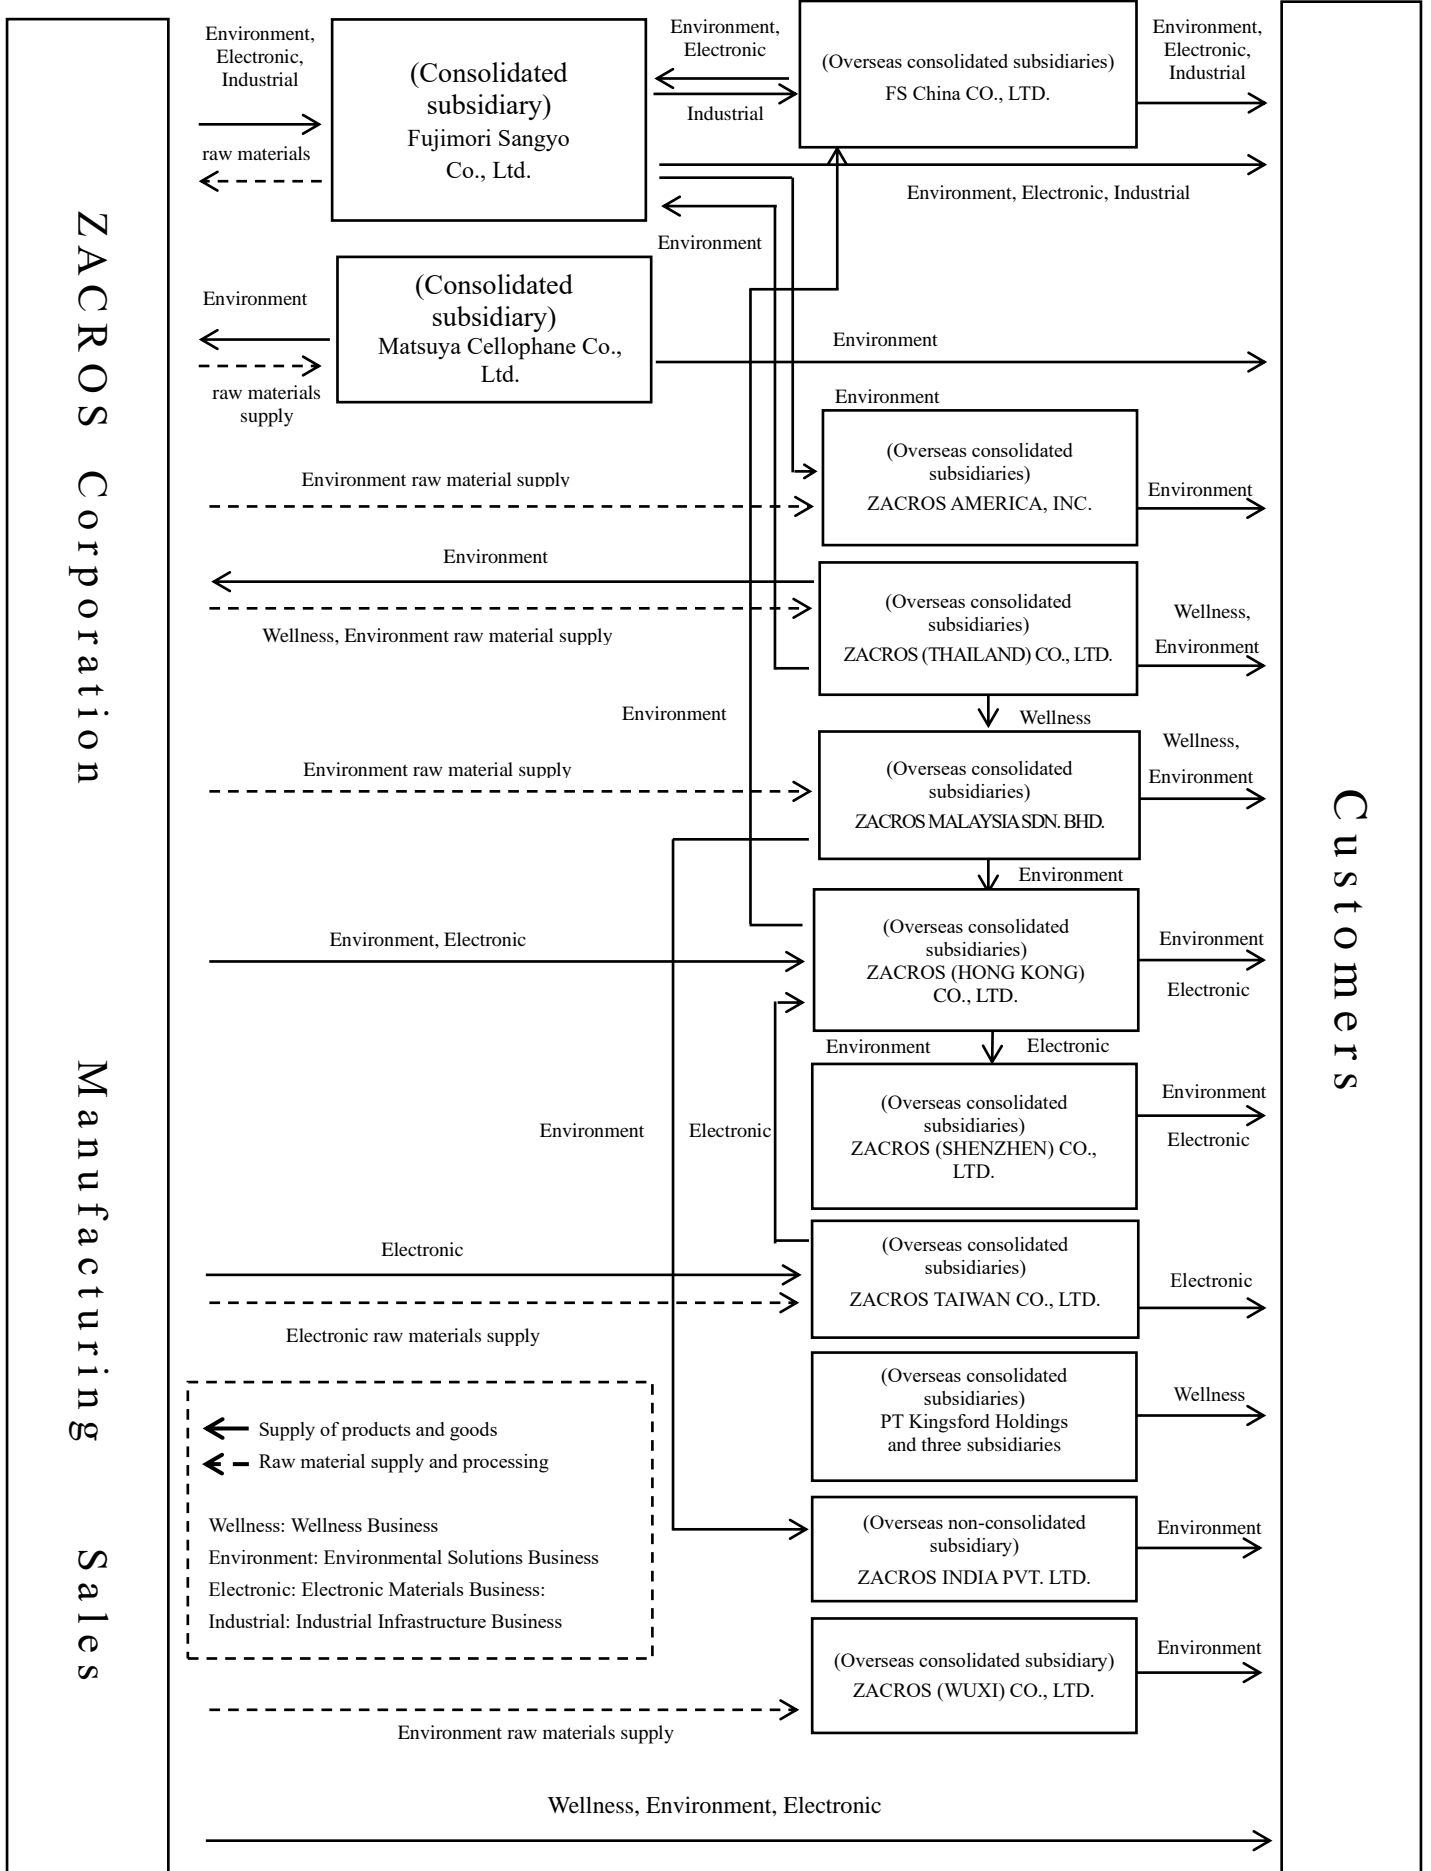 ZACROS Corporation Manufacturing Sales
Environment,
Electronic,
Industrial
raw materials
(Consolidated
subsidiary)
Fujimori Sangyo
Co., Ltd.
Environment,
Electronic
Industrial
(Overseas consolidated subsidiaries)
FS China CO., LTD.
Environment,
Electronic,
Industrial
Environment, Electronic, Industrial
Environment
Environment
raw materials
supply
(Consolidated
subsidiary)
Matsuya Cellophane Co.,
Ltd.
Environment
Environment
(Overseas consolidated
subsidiaries)
ZACROS AMERICA, INC.
Environment raw material supply
Environment
Environment
Wellness, Environment raw material supply
(Overseas consolidated
subsidiaries)
ZACROS (THAILAND) CO., LTD.
Wellness,
Environment
Environment
Wellness
Environment raw material supply
(Overseas consolidated
subsidiaries)
ZACROS MALAYSIA SDN. BHD.
Wellness,
Environment
Environment
Environment, Electronic
(Overseas consolidated
subsidiaries)
ZACROS (HONG KONG)
CO., LTD.
Environment
Electronic
Environment
Electronic
Environment
Electronic
(Overseas consolidated
subsidiaries)
ZACROS (SHENZHEN) CO.,
LTD.
Environment
Electronic
Electronic
Electronic raw materials supply
(Overseas consolidated
subsidiaries)
ZACROS TAIWAN CO., LTD.
Electronic
(Overseas consolidated
subsidiaries)
PT Kingsford Holdings
and three subsidiaries
Wellness
Supply of products and goods
Raw material supply and processing
Wellness: Wellness Business
Environment: Environmental Solutions Business
Electronic: Electronic Materials Business:
Industrial: Industrial Infrastructure Business
(Overseas non-consolidated
subsidiary)
ZACROS INDIA PVT. LTD.
Environment
(Overseas consolidated subsidiary)
ZACROS (WUXI) CO., LTD.
Environment
Environment raw materials supply
Wellness, Environment, Electronic
Customers